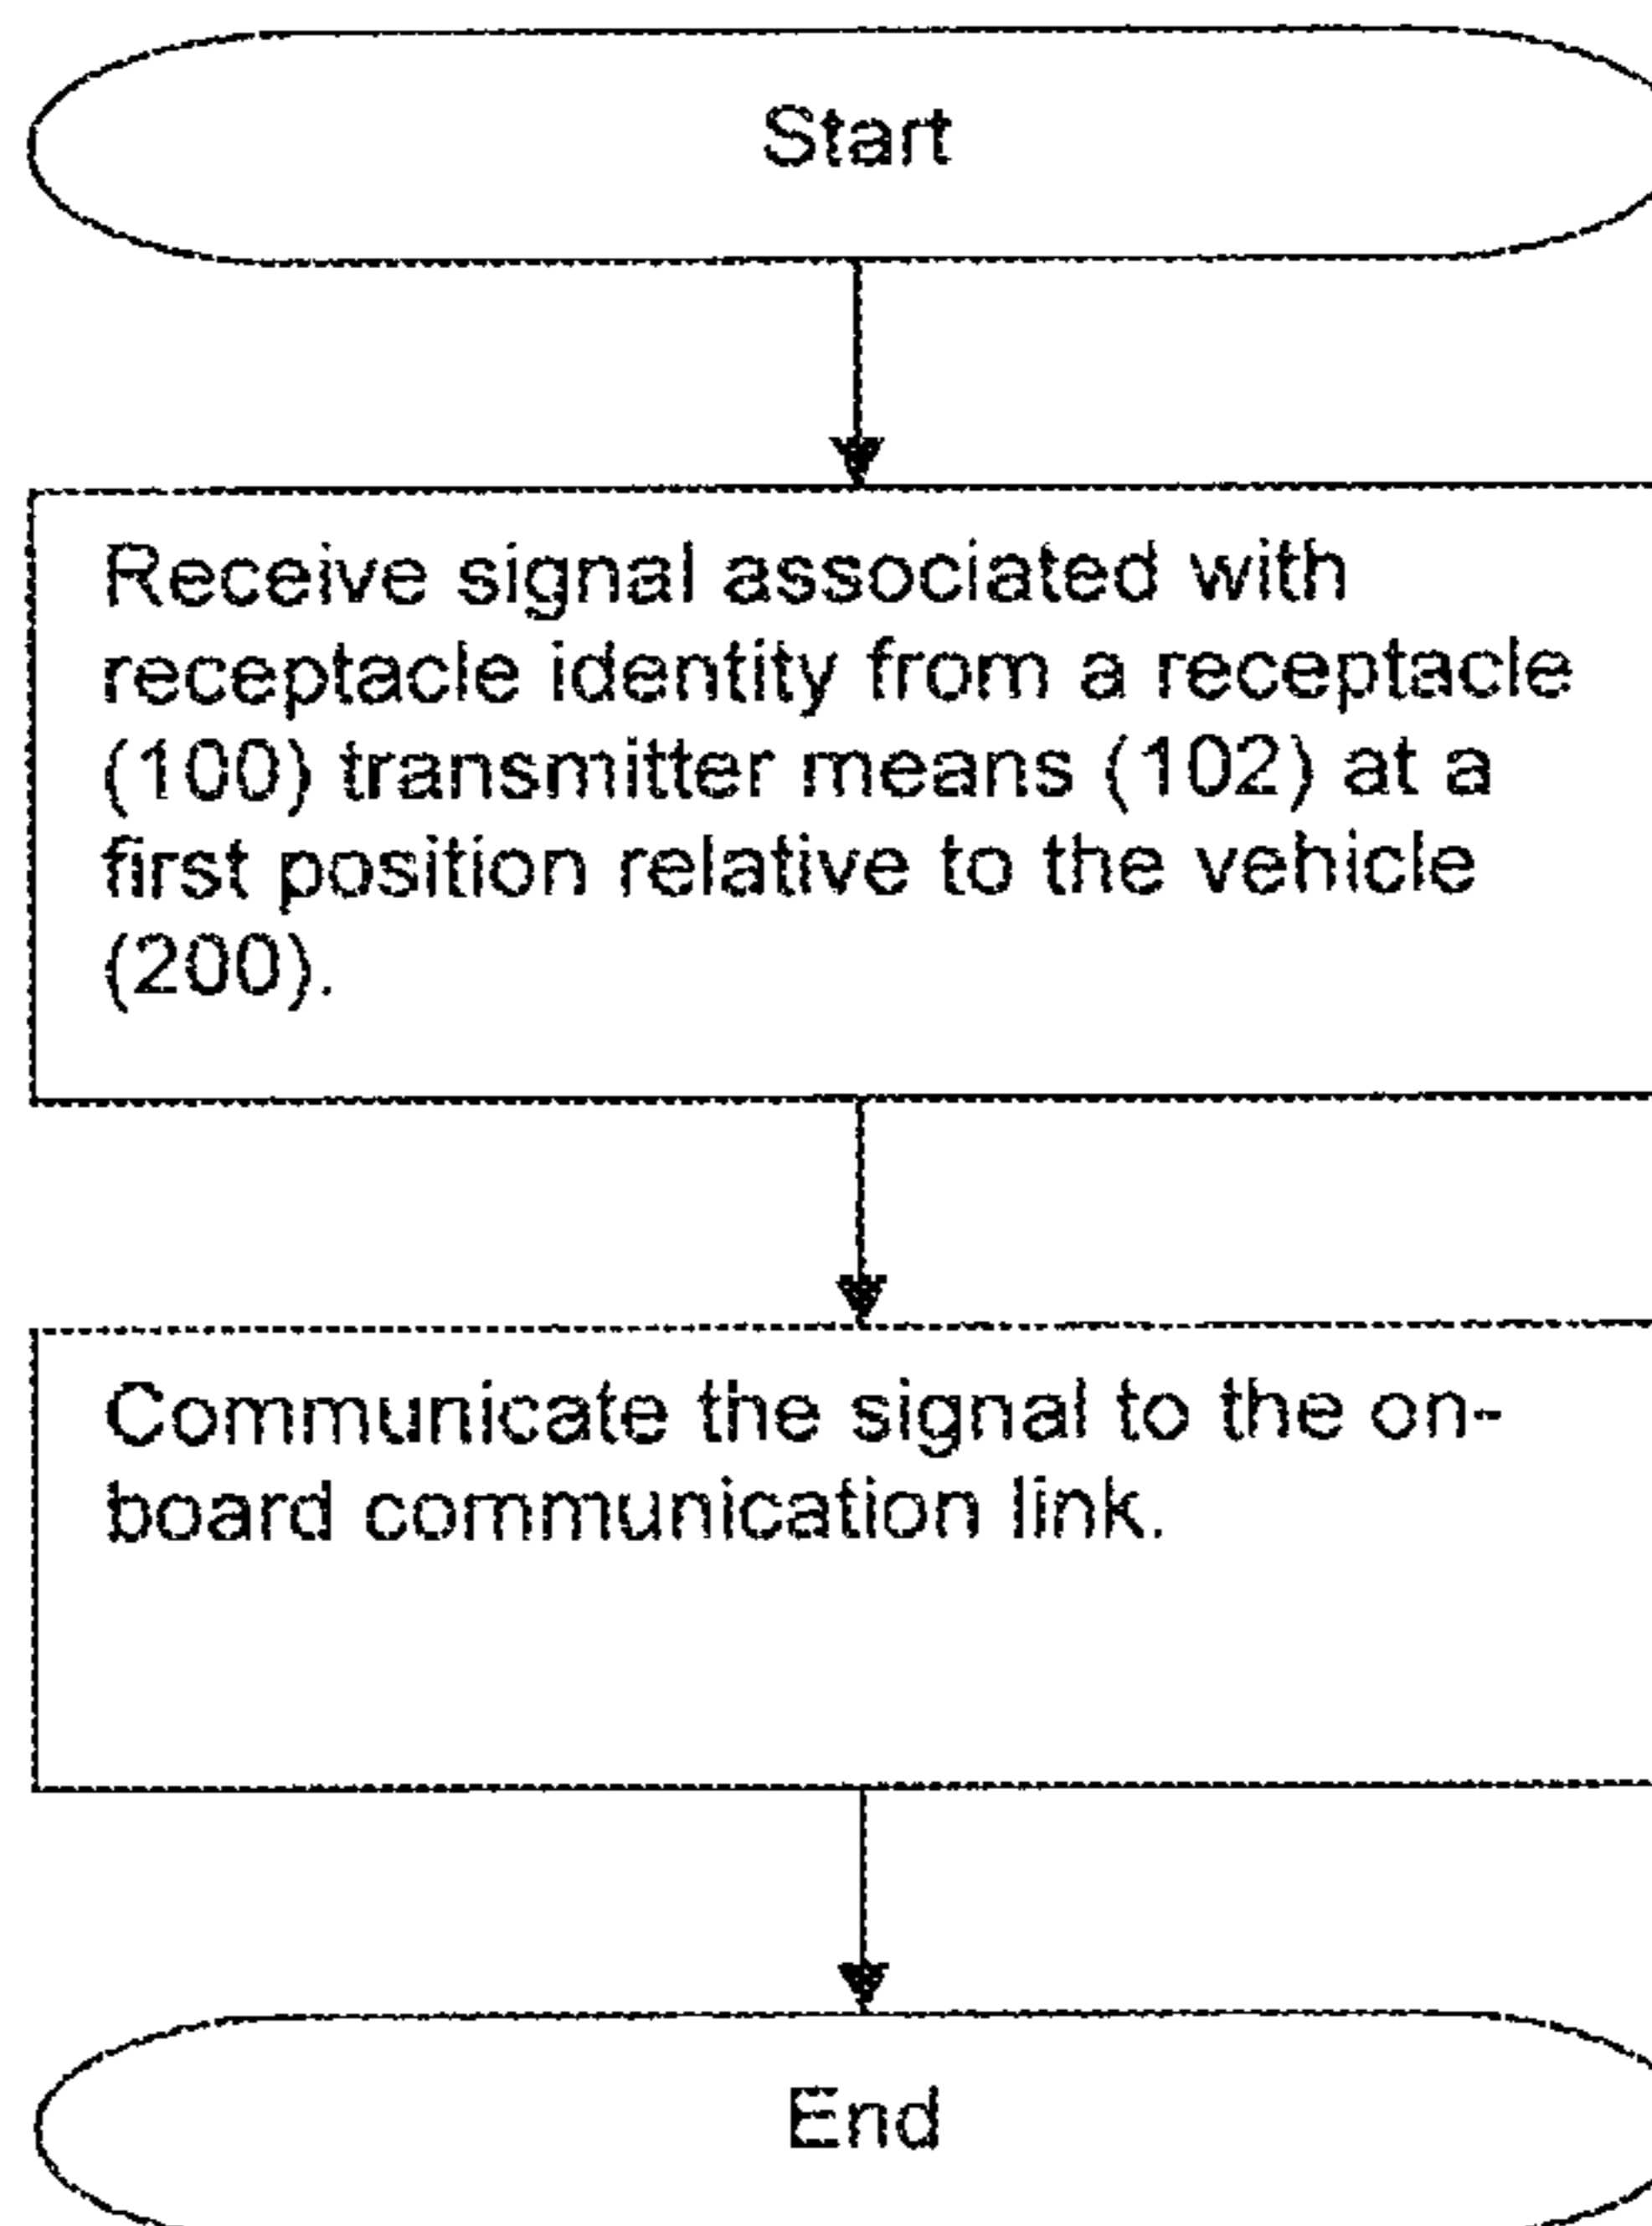 Start
Receive signal associated with
receptacle identity from a receptacle
(100) transmitter means (102) at a
first position relative to the vehicle
(200).
Communicate the signal to the on-
board communication link.
End